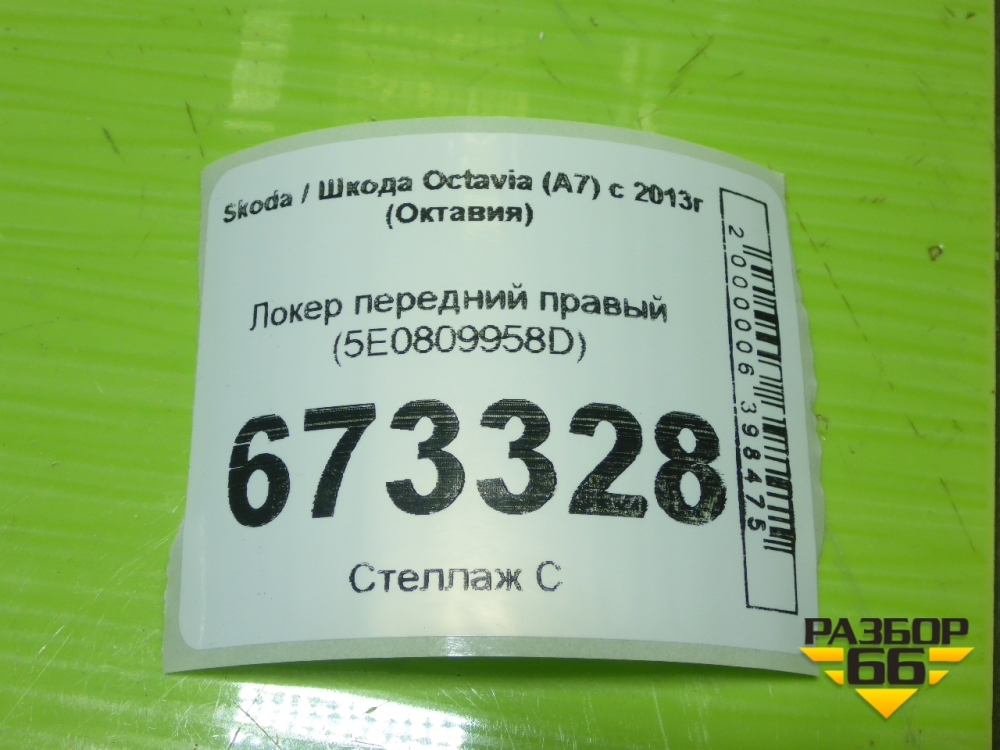 Skoda / Шкода Octavia (A7) с 2013г
(Октавия)
Локер передний правый
(5E0809958D)
673328
Стеллаж С
2000006398475
РАЗБОР
66